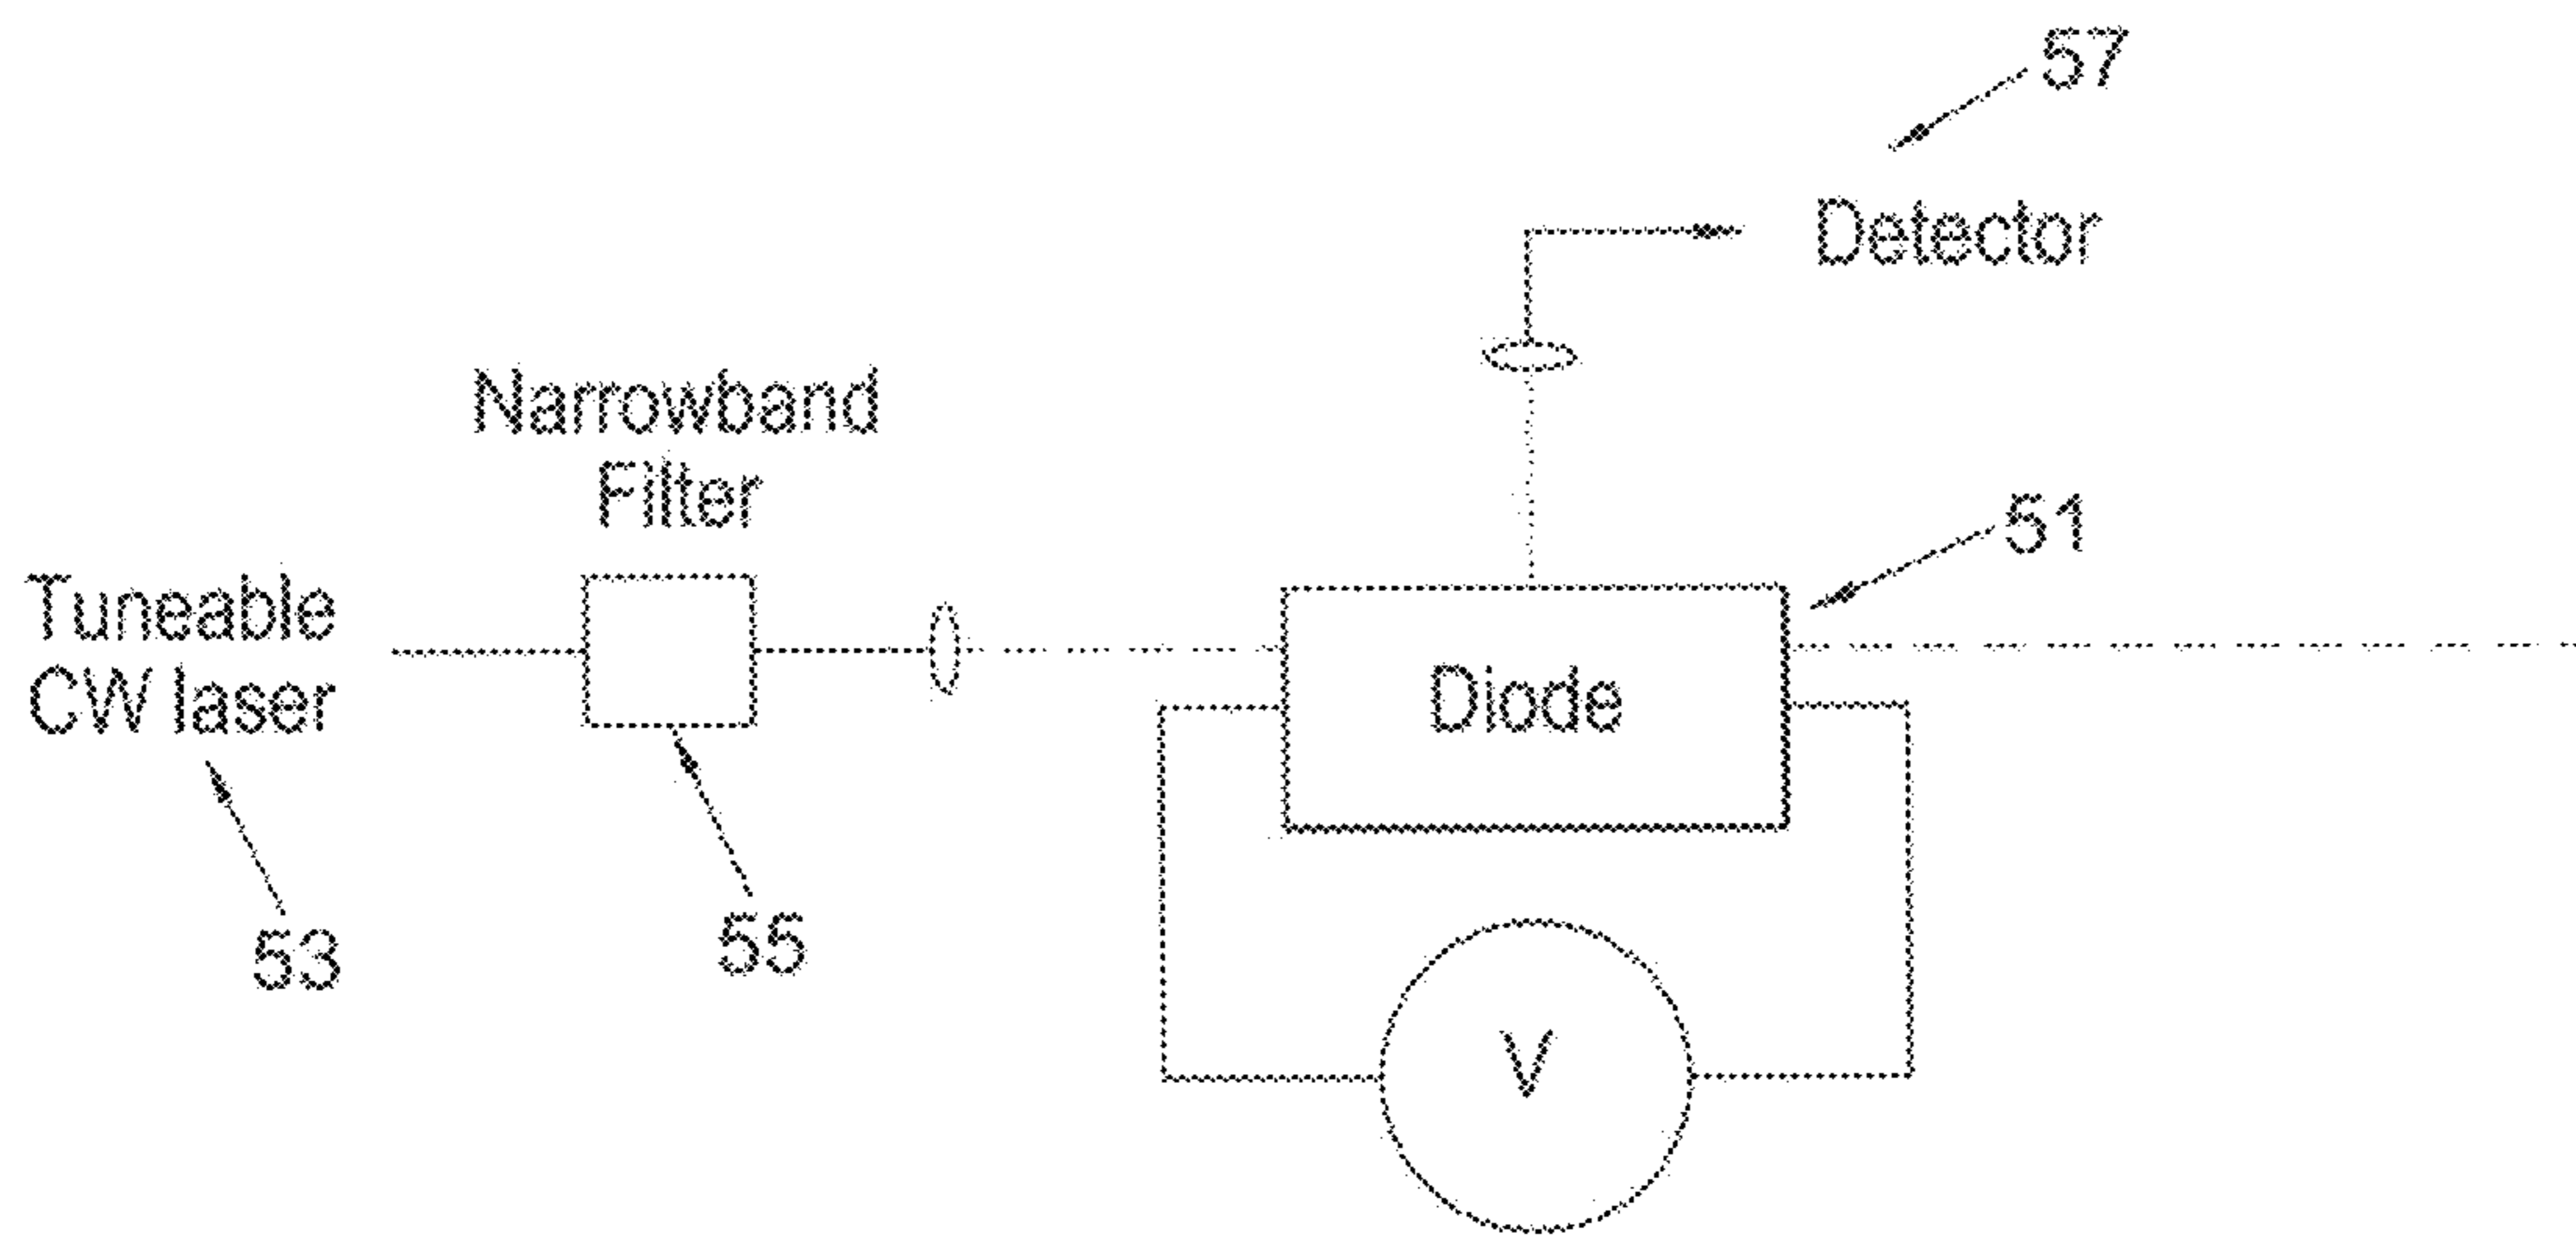 57
Detector
Narrowband
Filter
51
Tuneable
CW laser
Diode
53
55
V